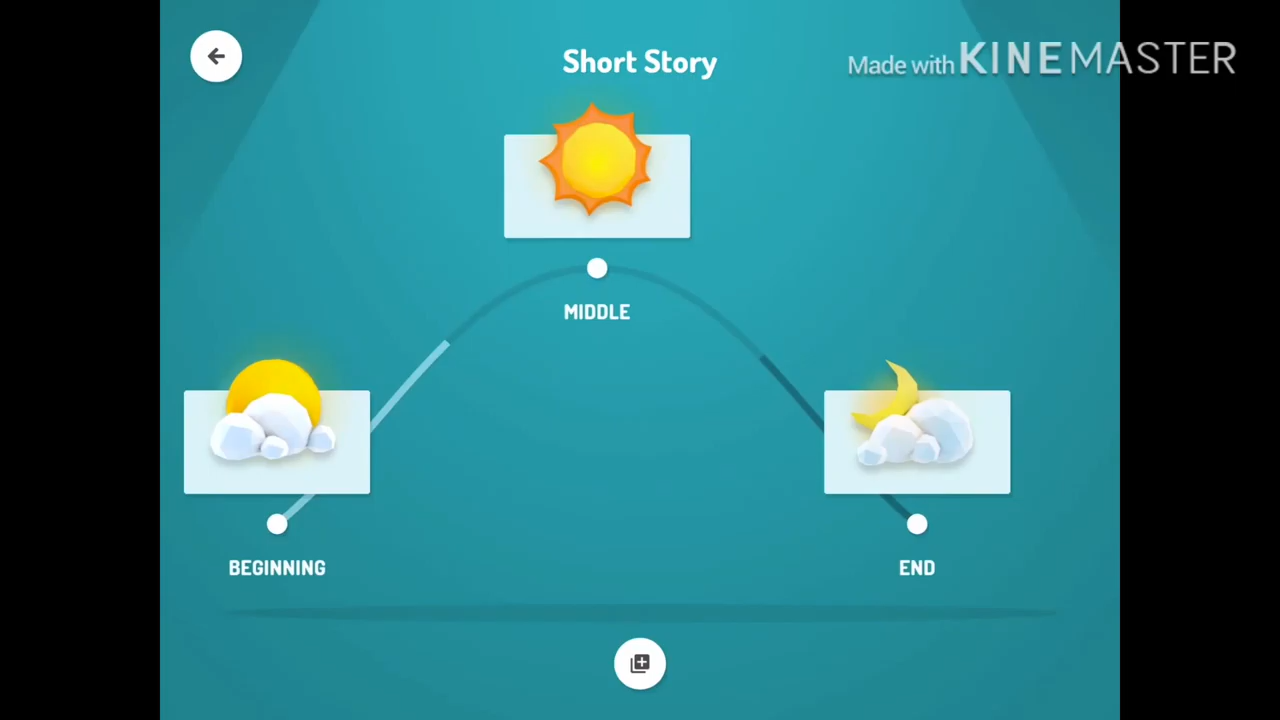 Short Story
Made with KINEMASTER
MIDDLE
BEGINNING
END